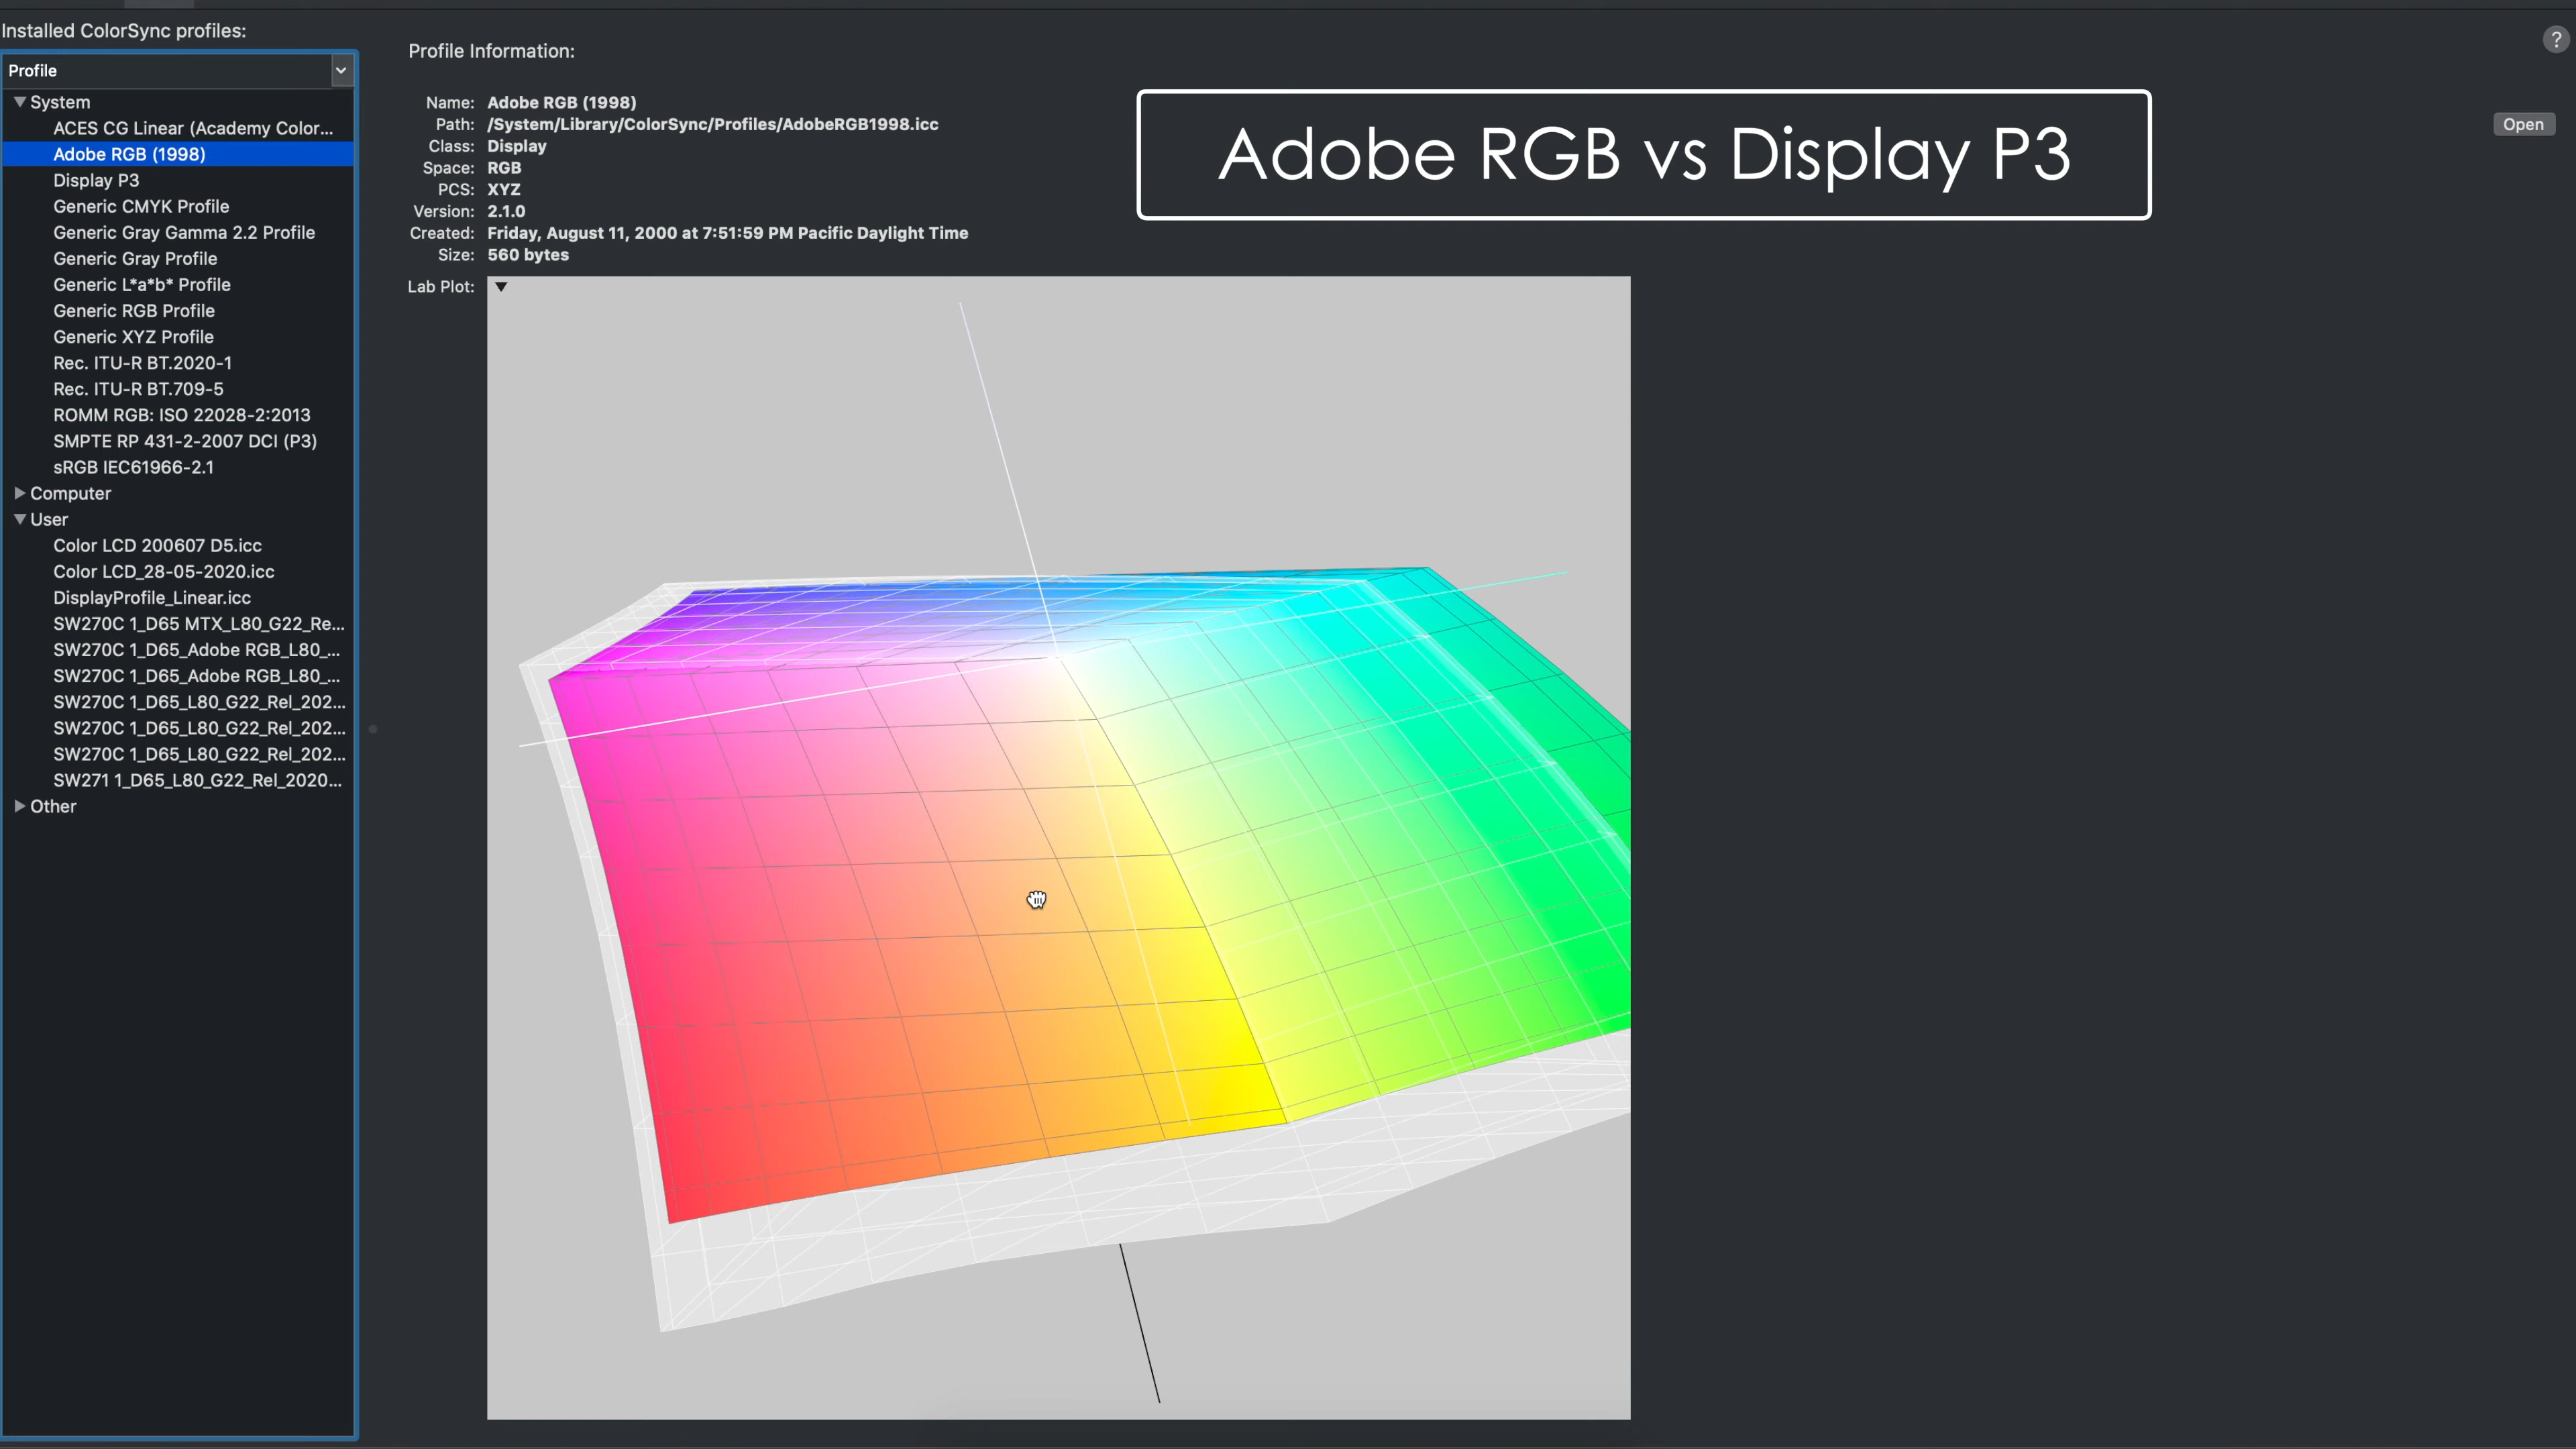 Installed ColorSync profiles:
Profile
System
ACES CG Linear (Academy Color...
Adobe RGB (1998)
Display P3
Generic CMYK Profile
Generic Gray Gamma 2.2 Profile
Generic Gray Profile
Generic L*a*b* Profile
Generic RGB Profile
Generic XYZ Profile
Rec. ITU-R BT.2020-1
Rec. ITU-R BT.709-5
ROMM RGB: ISO 22028-2:2013
SMPTE RP 431-2-2007 DCI (P3)
sRGB IEC61966-2.1
Computer
User
Color LCD 200607 D5.icc
Color LCD_28-05-2020.icc
DisplayProfile_Linear.icc
SW270C 1_D65 MTX_L80_G22_Re...
SW270C 1_D65_Adobe RGB_L80_...
SW270C 1_D65_Adobe RGB_L80_...
SW270C 1_D65_L80_G22_Rel_202...
SW270C 1_D65_L80_G22_Rel_202...
SW270C 1_D65_L80_G22_Rel_202...
SW271 1_D65_L80_G22_Rel_2020...
Other
Profile Information:
Name: Adobe RGB (1998)
Path: /System/Library/ColorSync/Profiles/AdobeRGB1998.icc
Class: Display
Space: RGB
PCS: XYZ
Version: 2.1.0
Created: Friday, August 11, 2000 at 7:51:59 PM Pacific Daylight Time
Size: 560 bytes
Lab Plot:
Adobe RGB vs Display P3
?
Open